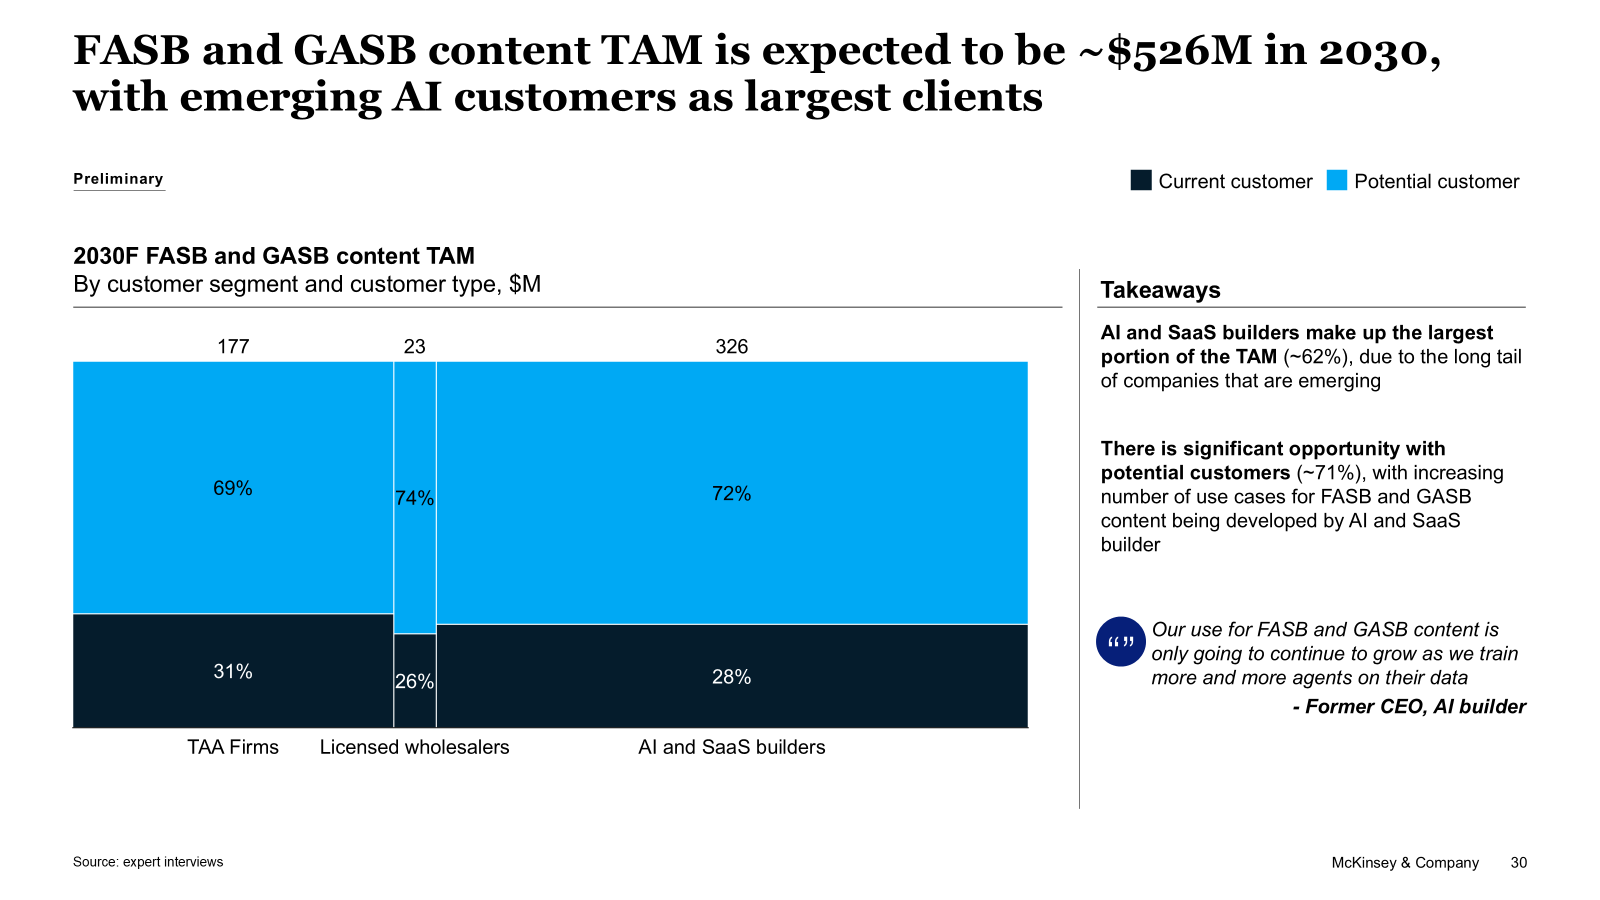 FASB and GASB content TAM is expected to be ~$526M in 2030,
with emerging AI customers as largest clients
Preliminary
Current customer
Potential customer
2030F FASB and GASB content TAM
By customer segment and customer type, $M
177
23
326
69%
74%
72%
31%
26%
28%
TAA Firms
Licensed wholesalers
AI and SaaS builders
Takeaways
AI and SaaS builders make up the largest
portion of the TAM (~62%), due to the long tail
of companies that are emerging
There is significant opportunity with
potential customers (~71%), with increasing
number of use cases for FASB and GASB
content being developed by AI and SaaS
builder
“”
Our use for FASB and GASB content is
only going to continue to grow as we train
more and more agents on their data
- Former CEO, AI builder
Source: expert interviews
McKinsey & Company
30